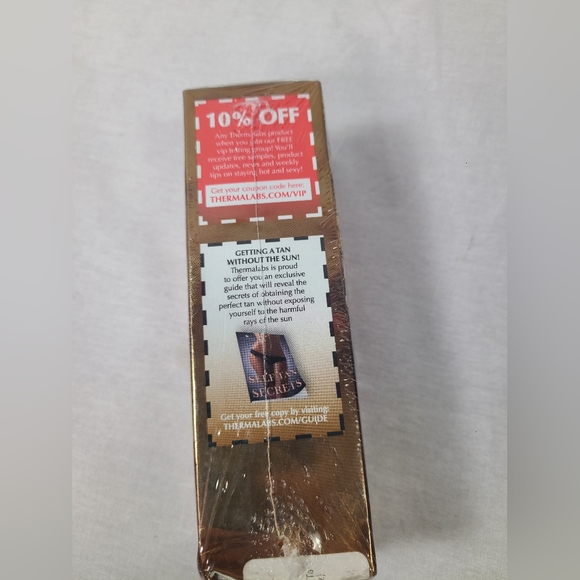 10% OFF
Any Thermalabs product
when you join our FREE
vip testing group! You'll
receive free samples, product
updates, news and weekly
tips on staying hot and sexy!
Get your coupon code here:
THERMALABS.COM/VIP
GETTING A TAN
WITHOUT THE SUN!
Thermalabs is proud
to offer you an exclusive
guide that will reveal the
secrets of obtaining the
perfect tan without exposing
yourself to the harmful
rays of the sun
SELF TAN
SECRETS
Get your free copy by visiting:
THERMALABS.COM/GUIDE
To